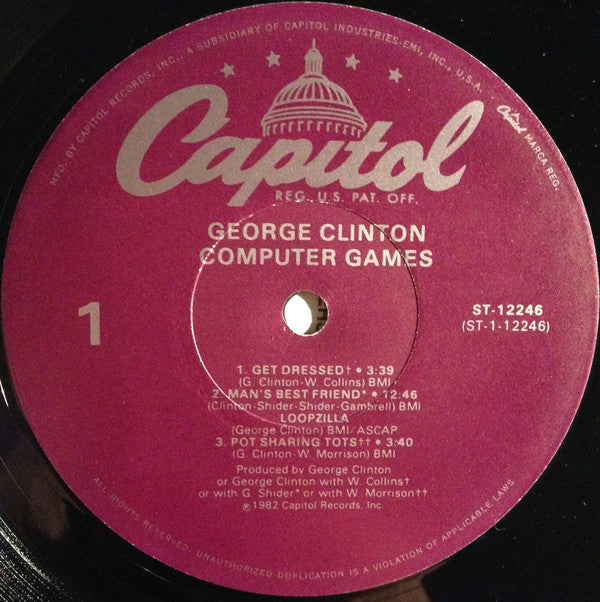 MFG. BY CAPITOL RECORDS, INC., A SUBSIDIARY OF CAPITOL INDUSTRIES-EMI, INC., U.S.A.
Capitol MARCA REG.
Capitol
REG. U.S. PAT. OFF.
GEORGE CLINTON
COMPUTER GAMES
1
ST-12246
(ST-1-12246)
1. GET DRESSED† • 3:39
(G. Clinton-W. Collins) BMI
2. MAN'S BEST FRIEND* • 12:46
(Clinton-Shider-Shider-Gambrell) BMI
LOOPZILLA
(George Clinton) BMI/ASCAP
3. POT SHARING TOTS†† • 3:40
(G. Clinton-W. Morrison) BMI
Produced by George Clinton
or George Clinton with W. Collins†
or with G. Shider* or with W. Morrison††
℗1982 Capitol Records, Inc
ALL RIGHTS RESERVED. UNAUTHORIZED DUPLICATION IS A VIOLATION OF APPLICABLE LAWS.